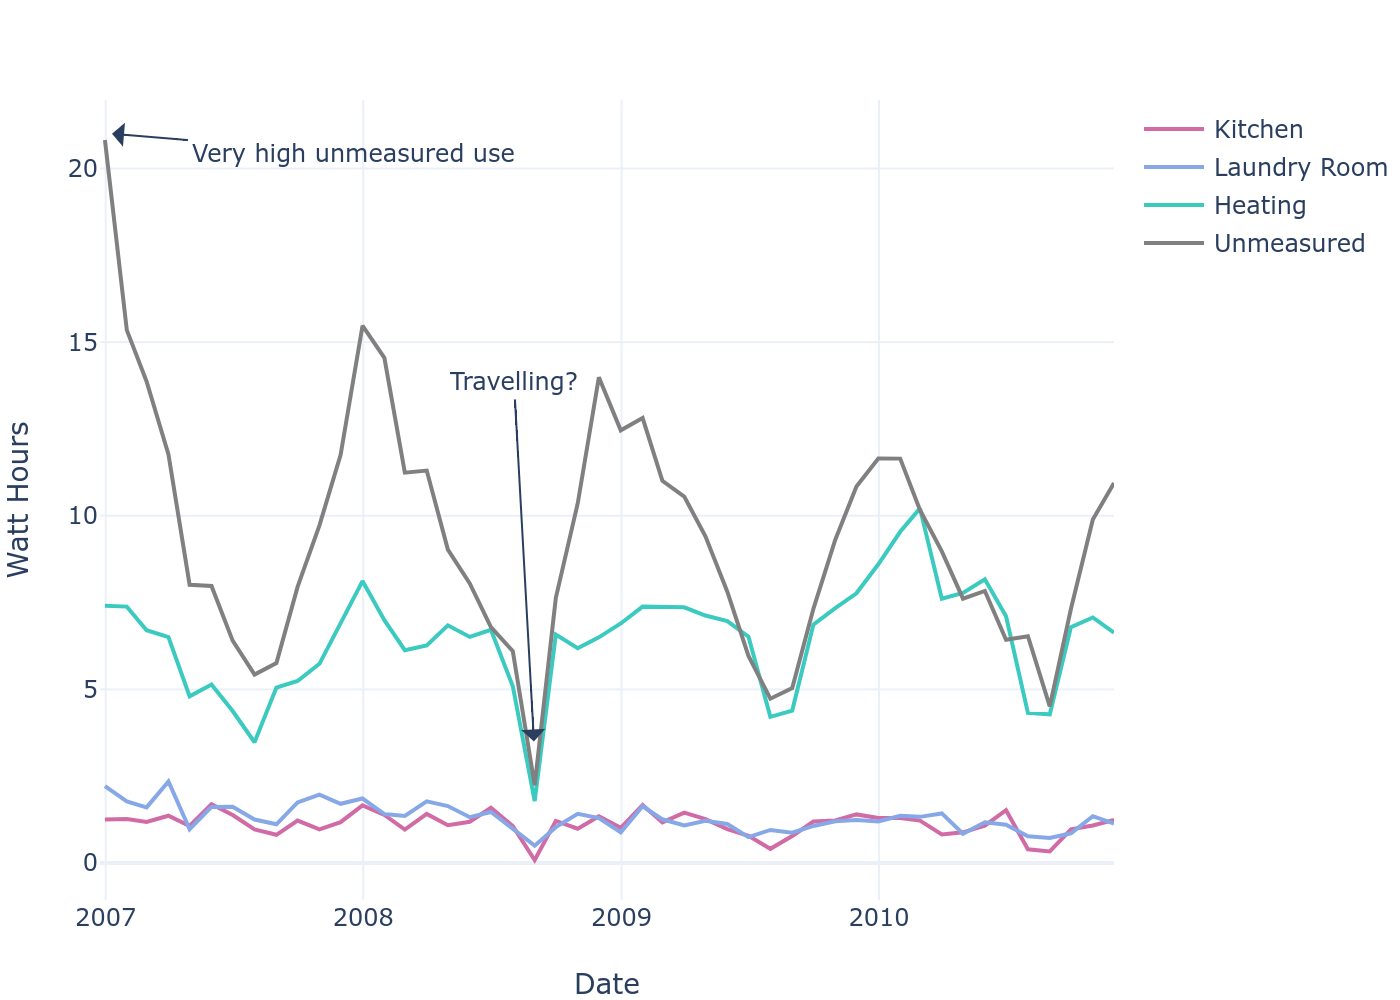 Kitchen
Laundry Room
Heating
Unmeasured
Very high unmeasured use
Travelling?
20
15
10
5
0
Watt Hours
2007
2008
2009
2010
Date